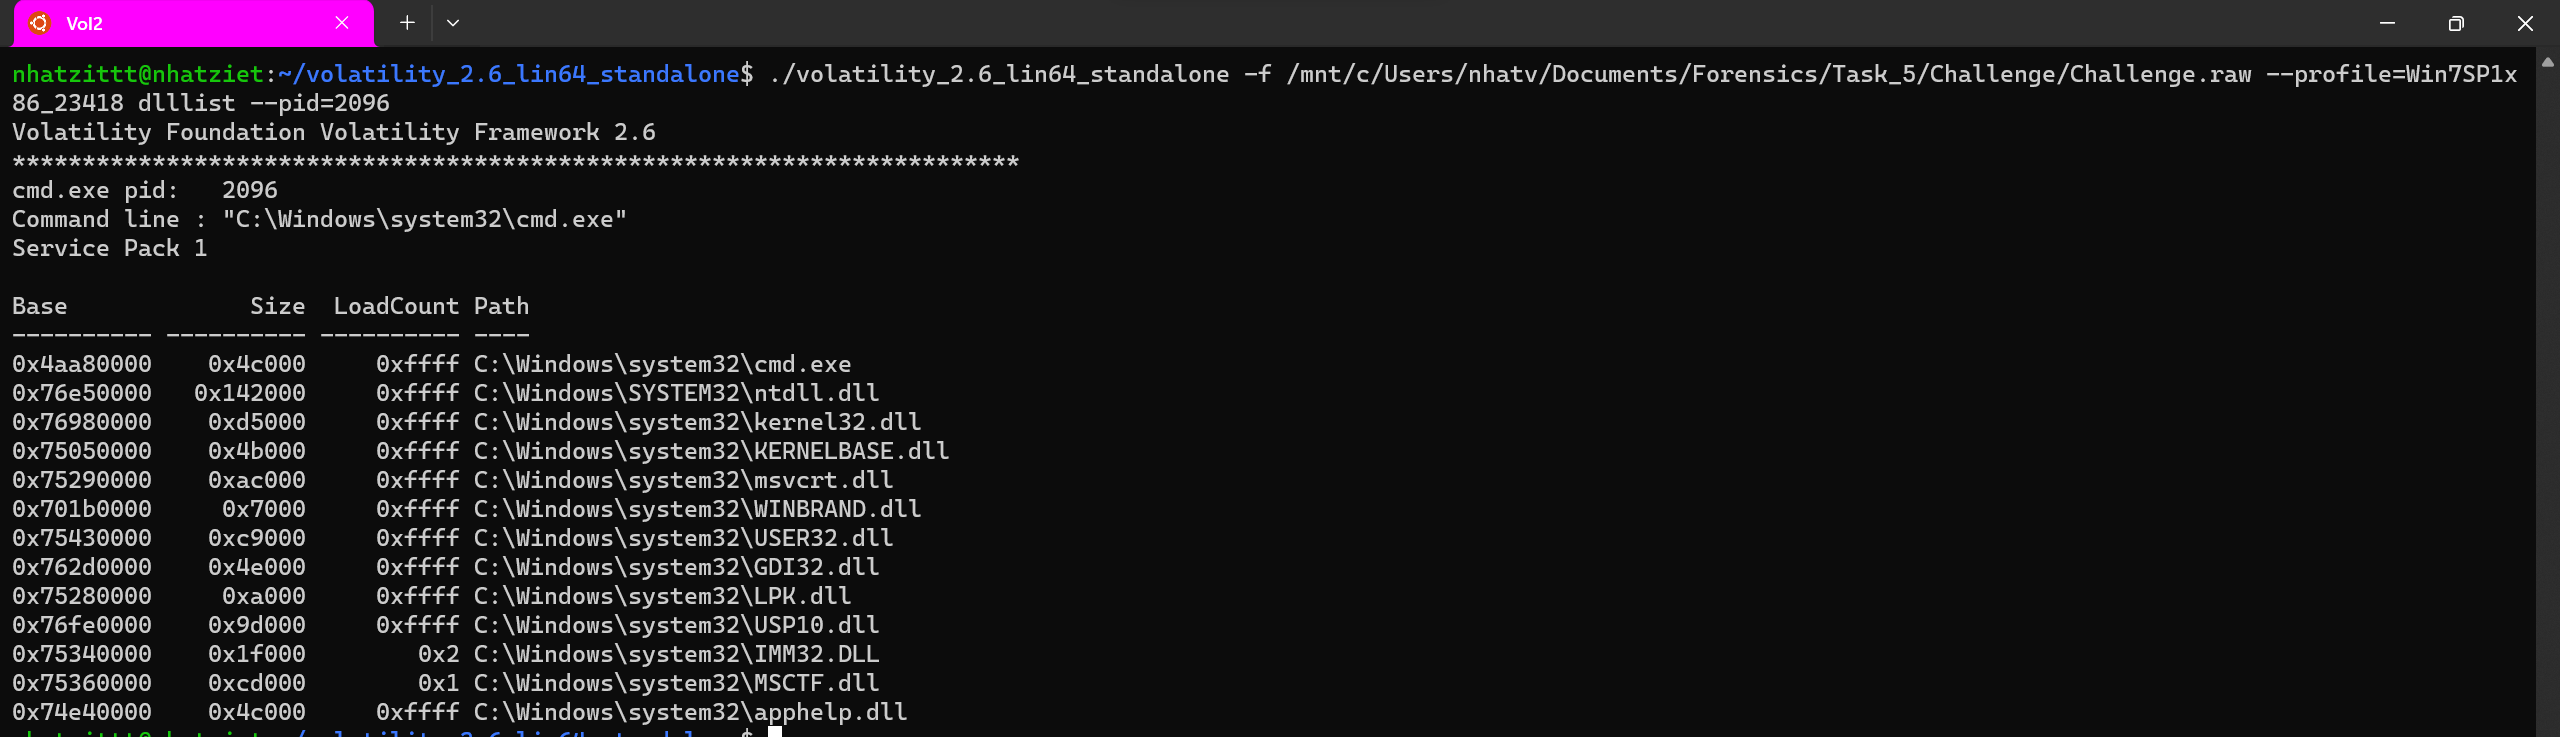 Vol2
nhatzittt@nhatziet:~/volatility_2.6_lin64_standalone$ ./volatility_2.6_lin64_standalone -f /mnt/c/Users/nhatv/Documents/Forensics/Task_5/Challenge/Challenge.raw --profile=Win7SP1x
86_23418 dlllist --pid=2096
Volatility Foundation Volatility Framework 2.6
************************************************************************
cmd.exe pid:   2096
Command line : "C:\Windows\system32\cmd.exe"
Service Pack 1
Base             Size  LoadCount Path
---------- ---------- ---------- ----
0x4aa80000    0x4c000     0xffff C:\Windows\system32\cmd.exe
0x76e50000   0x142000     0xffff C:\Windows\SYSTEM32\ntdll.dll
0x76980000    0xd5000     0xffff C:\Windows\system32\kernel32.dll
0x75050000    0x4b000     0xffff C:\Windows\system32\KERNELBASE.dll
0x75290000    0xac000     0xffff C:\Windows\system32\msvcrt.dll
0x701b0000     0x7000     0xffff C:\Windows\system32\WINBRAND.dll
0x75430000    0xc9000     0xffff C:\Windows\system32\USER32.dll
0x762d0000    0x4e000     0xffff C:\Windows\system32\GDI32.dll
0x75280000     0xa000     0xffff C:\Windows\system32\LPK.dll
0x76fe0000    0x9d000     0xffff C:\Windows\system32\USP10.dll
0x75340000    0x1f000        0x2 C:\Windows\system32\IMM32.DLL
0x75360000    0xcd000        0x1 C:\Windows\system32\MSCTF.dll
0x74e40000    0x4c000     0xffff C:\Windows\system32\apphelp.dll